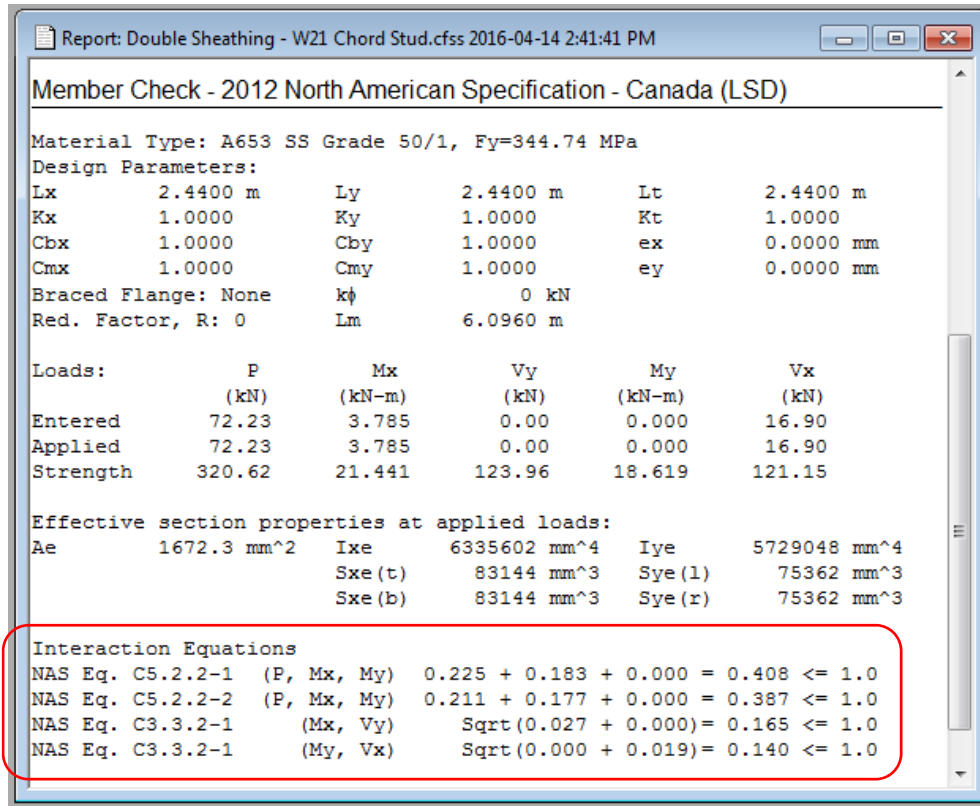 Report: Double Sheathing - W21 Chord Stud.cfss 2016-04-14 2:41:41 PM
Member Check - 2012 North American Specification - Canada (LSD)
Material Type: A653 SS Grade 50/1, Fy=344.74 MPa
Design Parameters:
Lx 2.4400 m Ly 2.4400 m Lt 2.4400 m
Kx 1.0000 Ky 1.0000 Kt 1.0000
Cbx 1.0000 Cby 1.0000 ex 0.0000 mm
Cmx 1.0000 Cmy 1.0000 ey 0.0000 mm
Braced Flange: None kϕ 0 kN
Red. Factor, R: 0 Lm 6.0960 m
Loads: P Mx Vy My Vx
(kN) (kN-m) (kN) (kN-m) (kN)
Entered 72.23 3.785 0.00 0.000 16.90
Applied 72.23 3.785 0.00 0.000 16.90
Strength 320.62 21.441 123.96 18.619 121.15
Effective section properties at applied loads:
Ae 1672.3 mm^2 Ixe 6335602 mm^4 Iye 5729048 mm^4
Sxe(t) 83144 mm^3 Sye(l) 75362 mm^3
Sxe(b) 83144 mm^3 Sye(r) 75362 mm^3
Interaction Equations
NAS Eq. C5.2.2-1 (P, Mx, My) 0.225 + 0.183 + 0.000 = 0.408 <= 1.0
NAS Eq. C5.2.2-2 (P, Mx, My) 0.211 + 0.177 + 0.000 = 0.387 <= 1.0
NAS Eq. C3.3.2-1 (Mx, Vy) Sqrt(0.027 + 0.000)= 0.165 <= 1.0
NAS Eq. C3.3.2-1 (My, Vx) Sqrt(0.000 + 0.019)= 0.140 <= 1.0